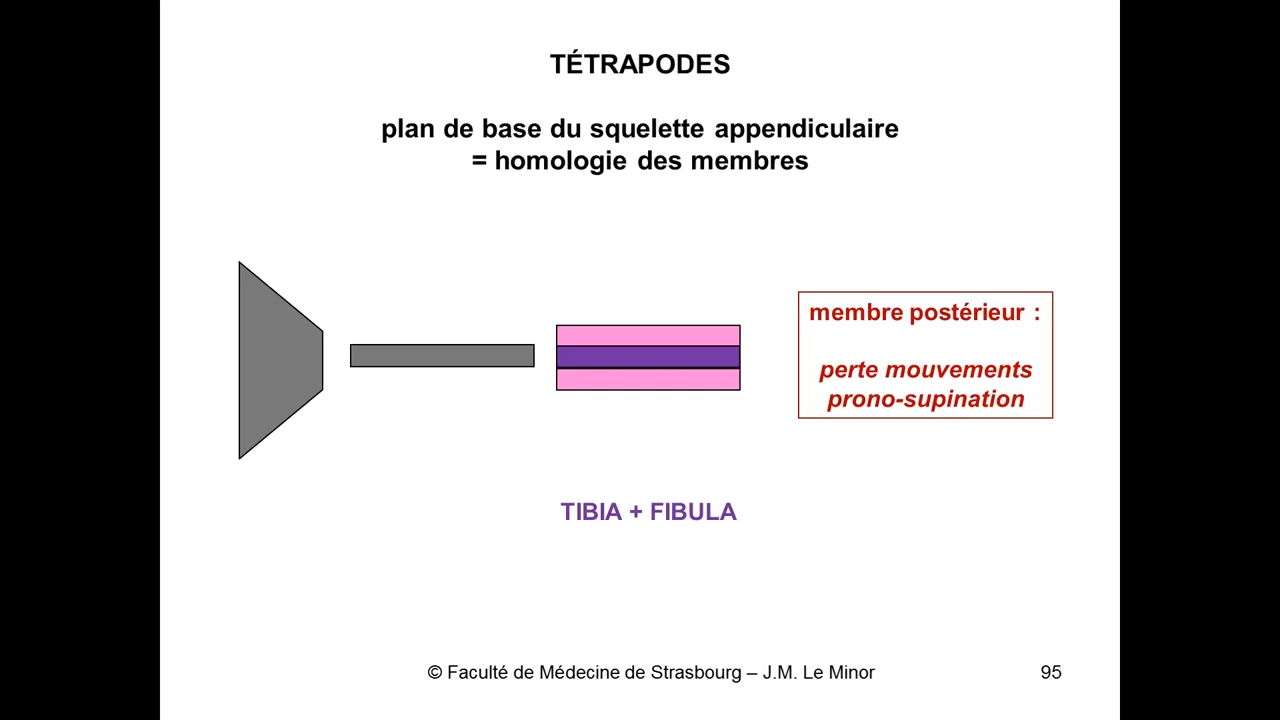 TÉTRAPODES
plan de base du squelette appendiculaire
= homologie des membres
membre postérieur :
perte mouvements
prono-supination
TIBIA + FIBULA
© Faculté de Médecine de Strasbourg – J.M. Le Minor
95